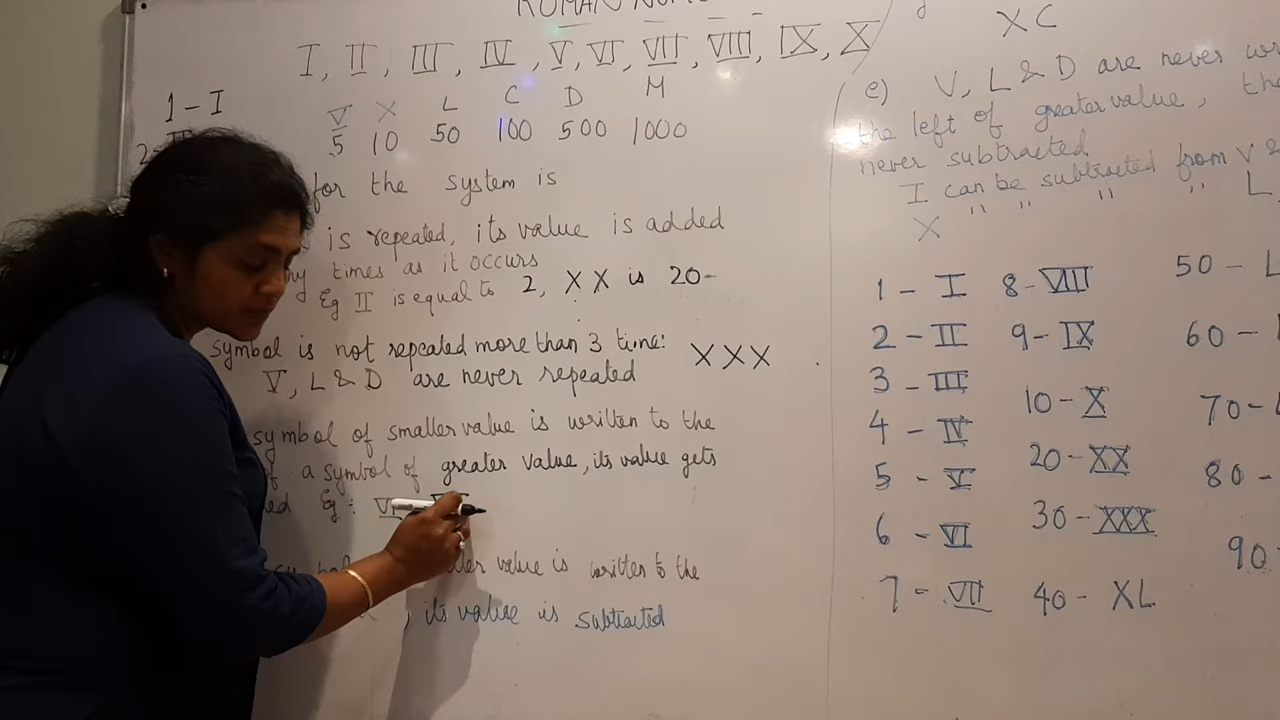 ROMAN
I, II, III, IV, V, VI, VII, VIII, IX, X
1 - I
V X L C D M
5 10 50 100 500 1000
for the system is
is repeated, its value is added
times as it occurs
Eg II is equal to 2, XX is 20-
symbol is not repeated more than 3 time: XXX
V, L & D are never repeated
symbol of smaller value is written to the
a symbol of greater value, its value gets
Eg: VI
value is written to the
, its value is subtracted
XC
e) V, L & D are never
the left of greater value,
never subtracted
I can be subtracted from V &
X " " " " L
1 - I
2 - II
3 - III
4 - IV
5 - V
6 - VI
7 - VII
8 - VIII
9 - IX
10 - X
20 - XX
30 - XXX
40 - XL
50 - L
60 -
70 -
80 -
90